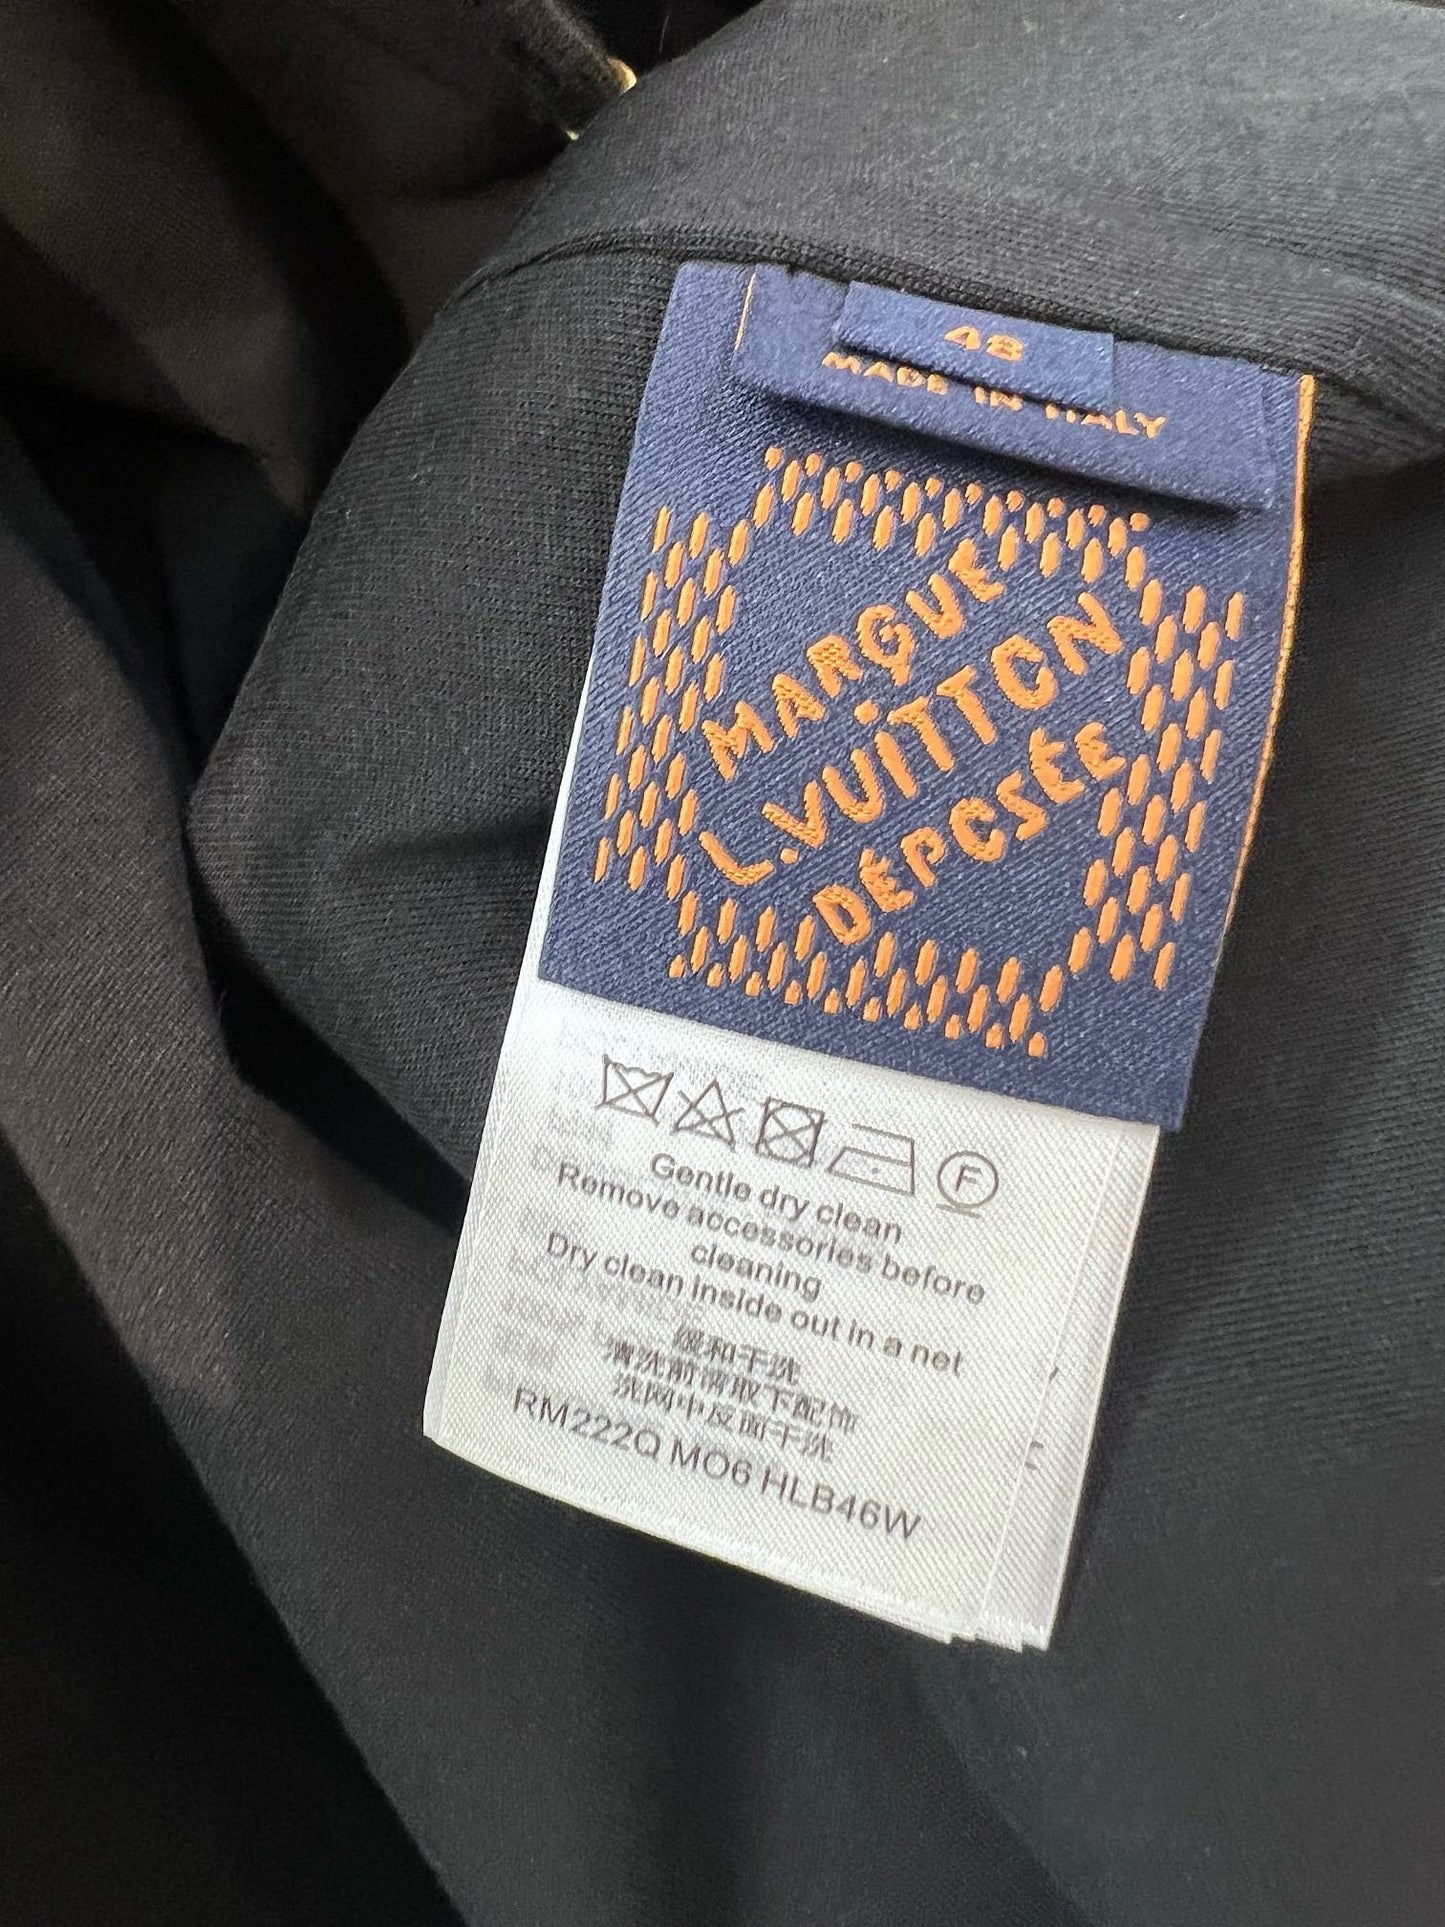 48
MADE IN ITALY
MARQUE
L.VUiTTON
DÉPOSÉE
F
Gentle dry clean
Remove accessories before
cleaning
Dry clean inside out in a net
缓和干洗
清洗前请取下配饰
洗网中反面干洗
RM222Q MO6 HLB46W